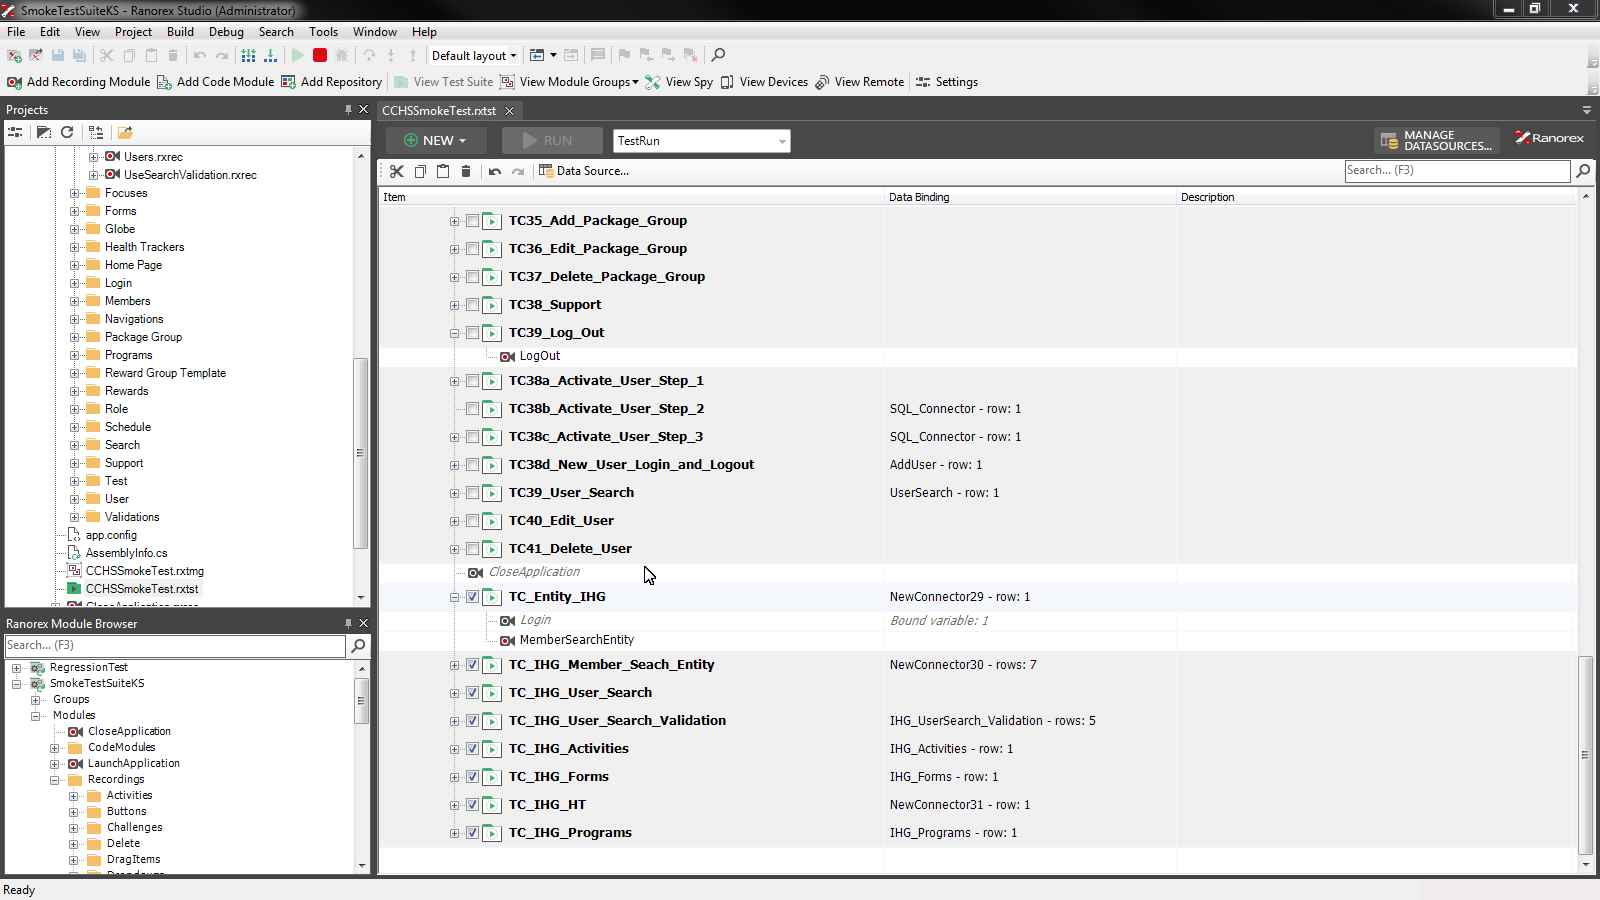 SmokeTestSuiteKS - Ranorex Studio (Administrator)
File Edit View Project Build Debug Search Tools Window Help
Default layout
Add Recording Module Add Code Module Add Repository View Test Suite View Module Groups View Spy View Devices View Remote Settings
Projects
Users.rxrec
UseSearchValidation.rxrec
Focuses
Forms
Globe
Health Trackers
Home Page
Login
Members
Navigations
Package Group
Programs
Reward Group Template
Rewards
Role
Schedule
Search
Support
Test
User
Validations
app.config
AssemblyInfo.cs
CCHSSmokeTest.rxtmg
CCHSSmokeTest.rxtst
Ranorex Module Browser
Search... (F3)
RegressionTest
SmokeTestSuiteKS
Groups
Modules
CloseApplication
CodeModules
LaunchApplication
Recordings
Activities
Buttons
Challenges
Delete
DragItems
CCHSSmokeTest.rxtst
NEW RUN TestRun
MANAGE DATASOURCES...
Ranorex
Data Source...
Search... (F3)
Item Data Binding Description
TC35_Add_Package_Group
TC36_Edit_Package_Group
TC37_Delete_Package_Group
TC38_Support
TC39_Log_Out
LogOut
TC38a_Activate_User_Step_1
TC38b_Activate_User_Step_2 SQL_Connector - row: 1
TC38c_Activate_User_Step_3 SQL_Connector - row: 1
TC38d_New_User_Login_and_Logout AddUser - row: 1
TC39_User_Search UserSearch - row: 1
TC40_Edit_User
TC41_Delete_User
CloseApplication
TC_Entity_IHG NewConnector29 - row: 1
Login Bound variable: 1
MemberSearchEntity
TC_IHG_Member_Seach_Entity NewConnector30 - rows: 7
TC_IHG_User_Search
TC_IHG_User_Search_Validation IHG_UserSearch_Validation - rows: 5
TC_IHG_Activities IHG_Activities - row: 1
TC_IHG_Forms IHG_Forms - row: 1
TC_IHG_HT NewConnector31 - row: 1
TC_IHG_Programs IHG_Programs - row: 1
Ready